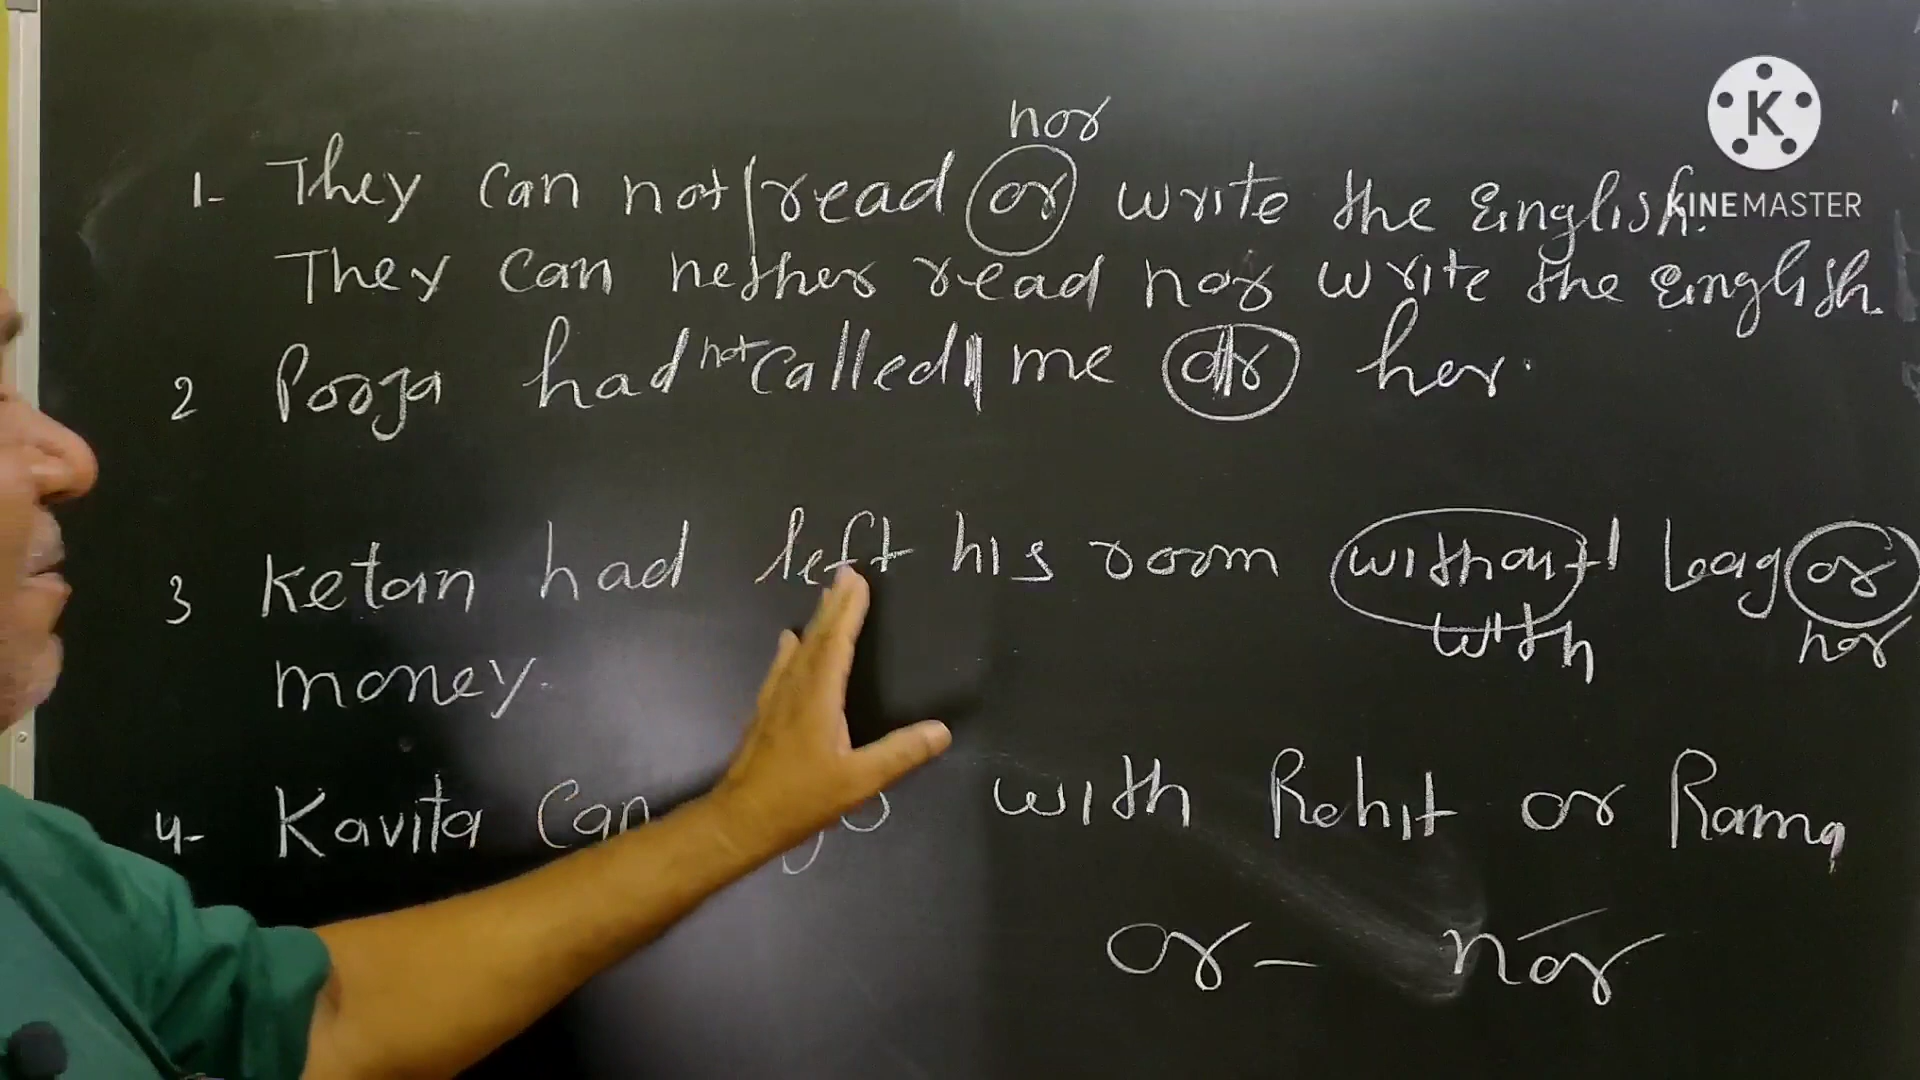 nor
1- They can not read or write the English.
They can nether read nor write the English.
2 Pooja had not called me or her.
3 Ketan had left his room without bag or
with nor
money.
4- Kavita Can go with Rohit or Rama
or - nor
K
KINEMASTER